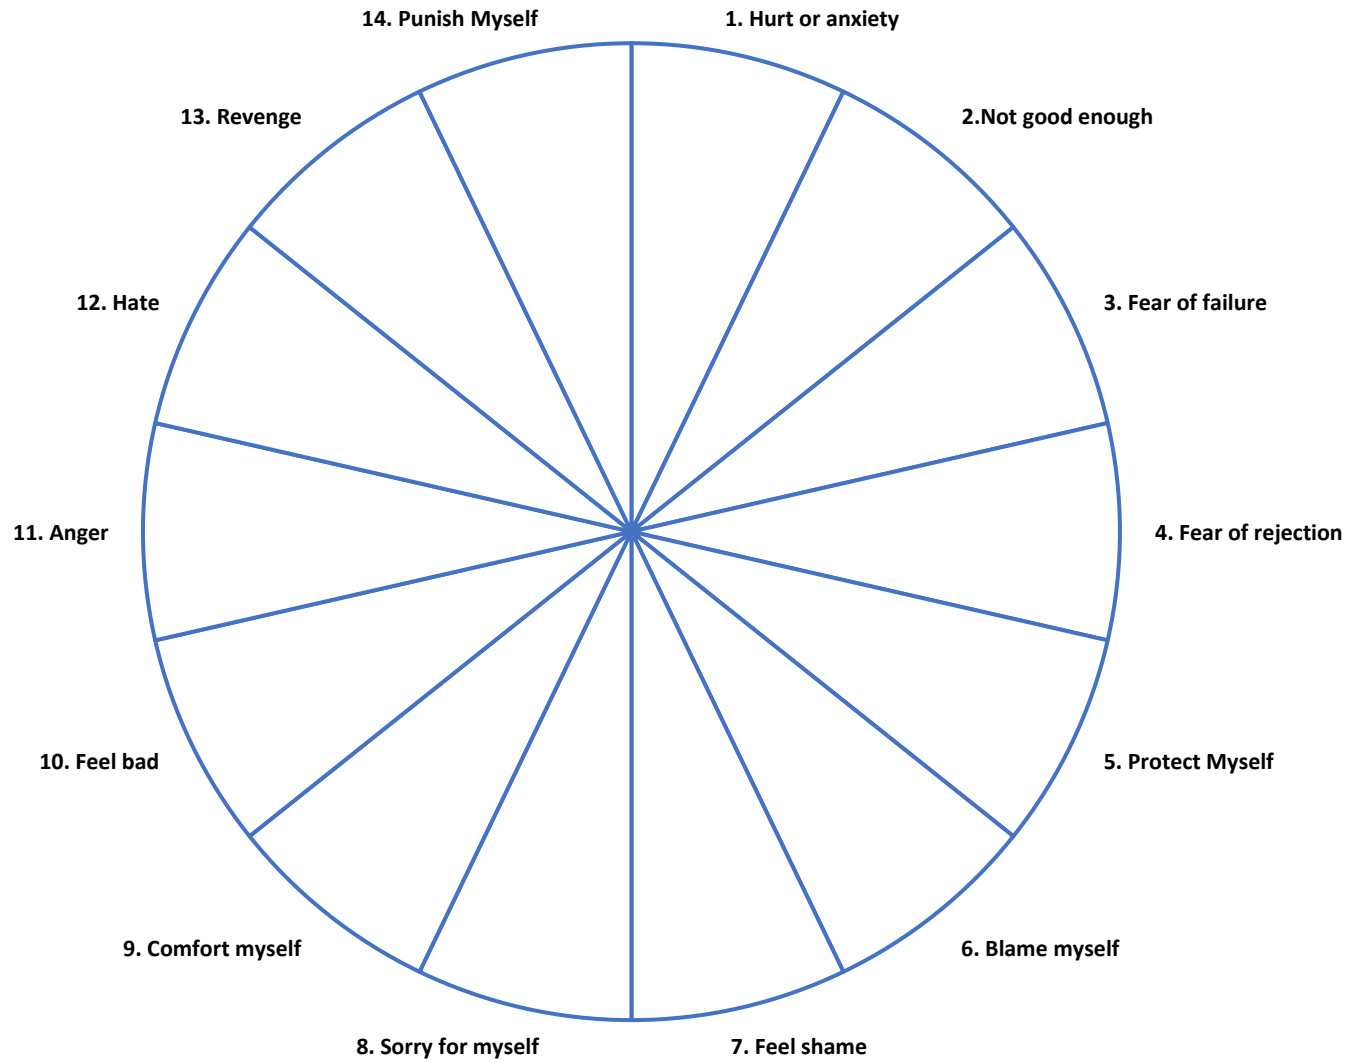 1. Hurt or anxiety
2.Not good enough
3. Fear of failure
4. Fear of rejection
5. Protect Myself
6. Blame myself
7. Feel shame
8. Sorry for myself
9. Comfort myself
10. Feel bad
11. Anger
12. Hate
13. Revenge
14. Punish Myself